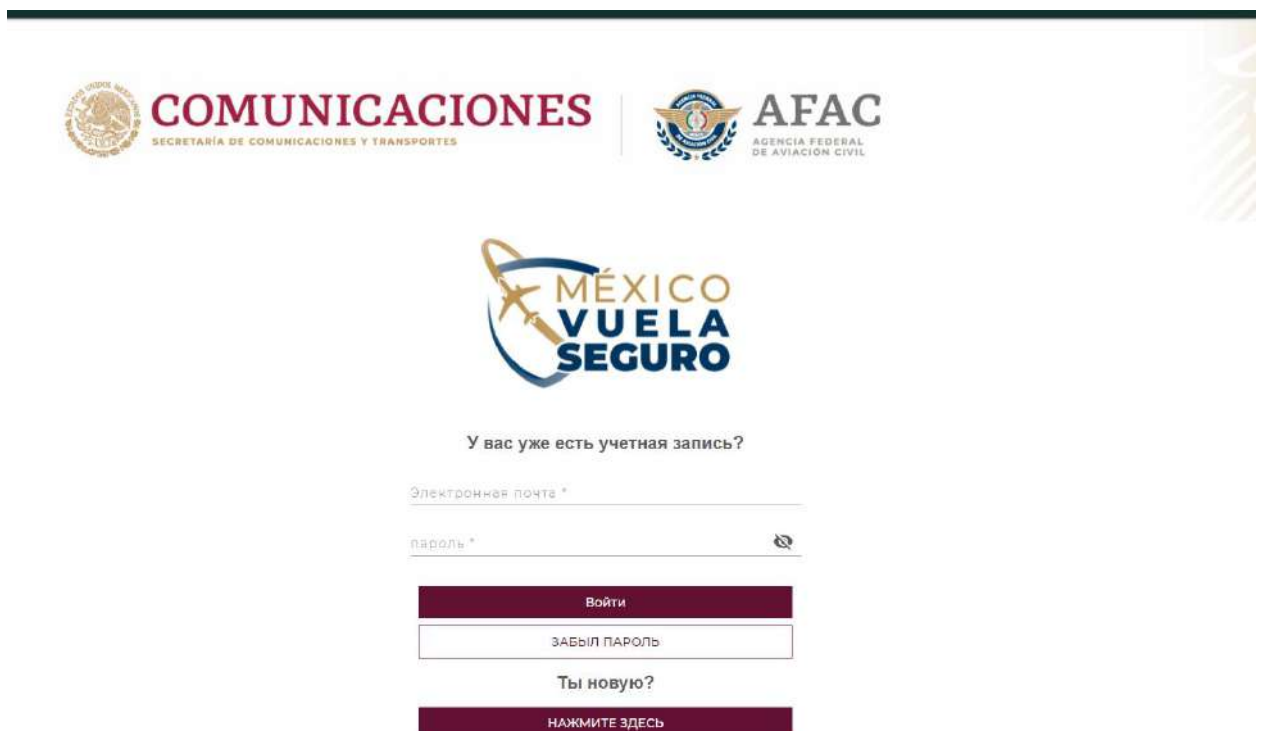 COMUNICACIONES
SECRETARÍA DE COMUNICACIONES Y TRANSPORTES
AFAC
AGENCIA FEDERAL
DE AVIACIÓN CIVIL
MÉXICO
VUELA
SEGURO
У вас уже есть учетная запись?
Электронная почта *
пароль *
Войти
ЗАБЫЛ ПАРОЛЬ
Ты новую?
НАЖМИТЕ ЗДЕСЬ